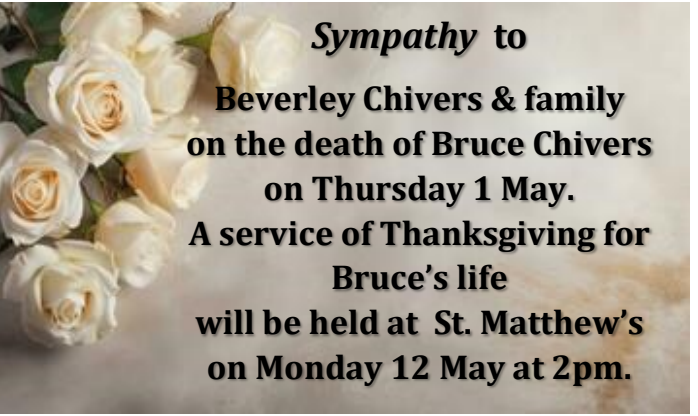 Sympathy to
Beverley Chivers & family
on the death of Bruce Chivers
on Thursday 1 May.
A service of Thanksgiving for
Bruce’s life
will be held at St. Matthew’s
on Monday 12 May at 2pm.